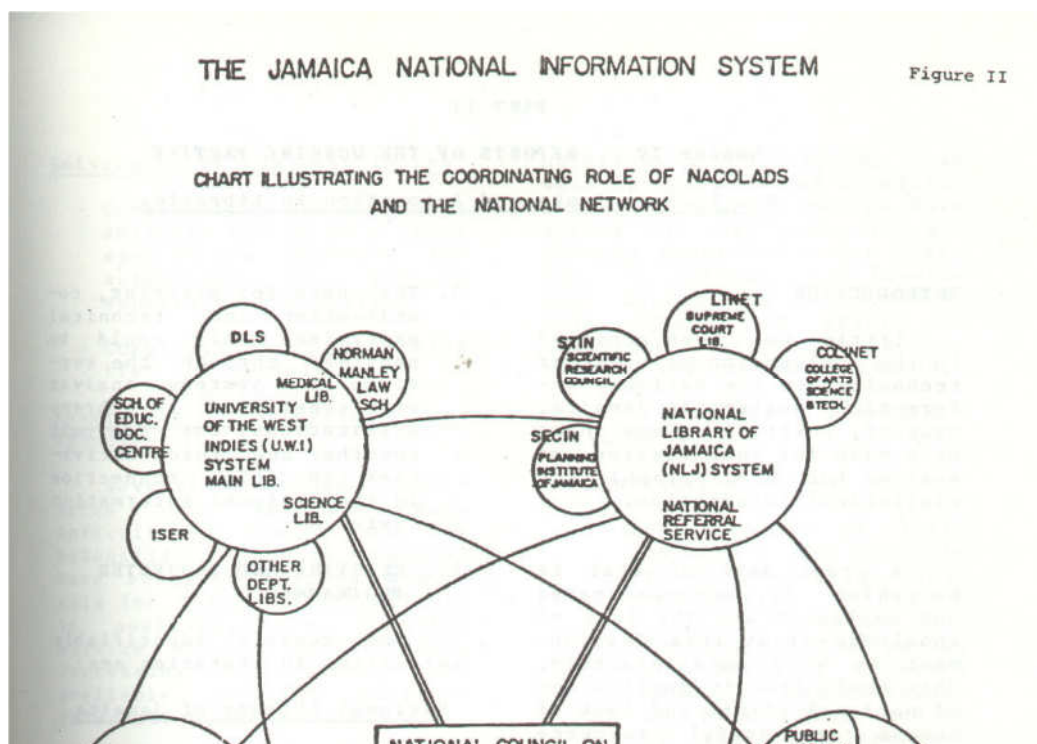 THE JAMAICA NATIONAL INFORMATION SYSTEM
Figure II
CHART ILLUSTRATING THE COORDINATING ROLE OF NACOLADS
AND THE NATIONAL NETWORK
DLS
NORMAN
MANLEY
LAW
SCH.
MEDICAL
LIB.
UNIVERSITY
OF THE WEST
INDIES (U.W.I)
SYSTEM
MAIN LIB.
SCIENCE
LIB.
SCH. OF
EDUC.
DOC.
CENTRE
ISER
OTHER
DEPT.
LIBS.
LINET
SUPREME
COURT
LIB.
STIN
SCIENTIFIC
RESEARCH
COUNCIL
COLINET
COLLEGE
OF ARTS
SCIENCE
& TECH.
SECIN
PLANNING
INSTITUTE
OF JAMAICA
NATIONAL
LIBRARY OF
JAMAICA
(NLJ) SYSTEM
NATIONAL
REFERRAL
SERVICE
NATIONAL COUNCIL ON
PUBLIC